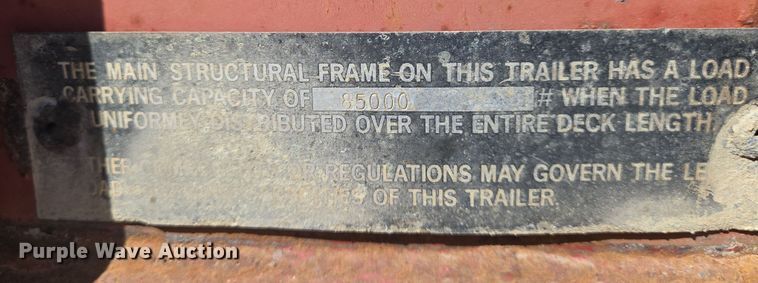 THE MAIN STRUCTURAL FRAME ON THIS TRAILER HAS A LOAD
CARRYING CAPACITY OF 85000 # WHEN THE LOAD
UNIFORMLY DISTRIBUTED OVER THE ENTIRE DECK LENGTH
REGULATIONS MAY GOVERN THE
OF THIS TRAILER.
Purple Wave Auction